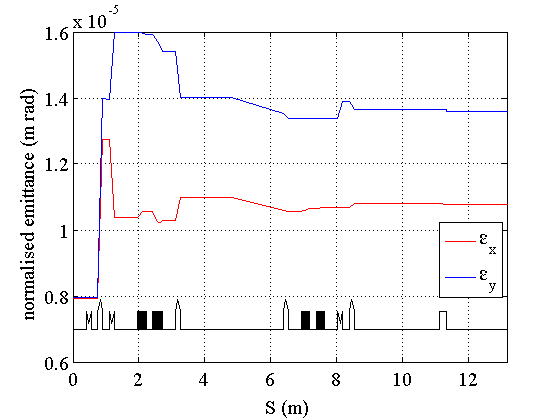 x 10^-5
1.6
1.4
1.2
1
0.8
0.6
normalised emittance (m rad)
0 2 4 6 8 10 12
S (m)
ε_x
ε_y